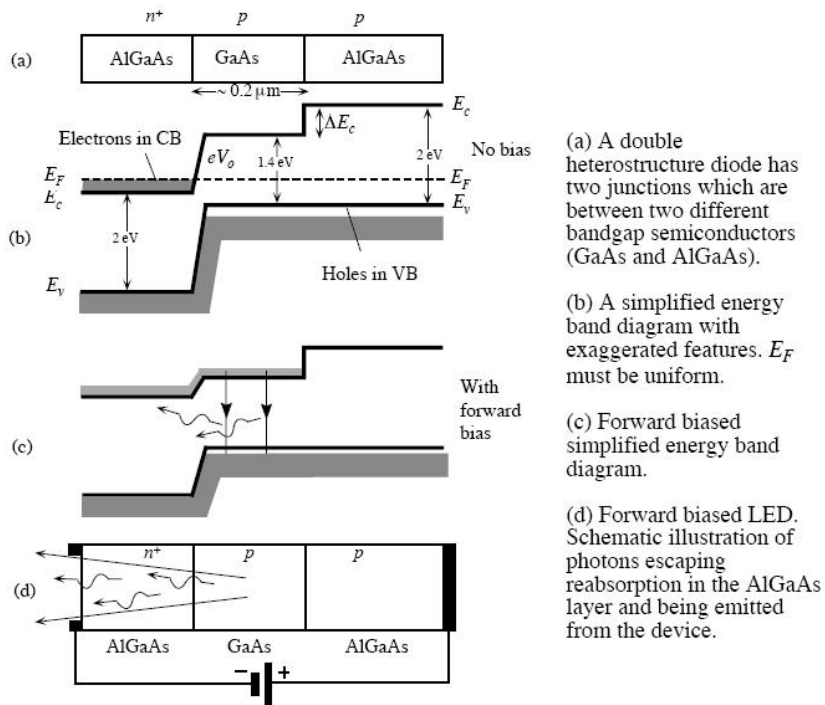 n+ p p
(a) AlGaAs GaAs AlGaAs
~ 0.2 μm
Ec
Electrons in CB
ΔEc
eVo
1.4 eV
2 eV
No bias
EF
EF
Ec
Ev
2 eV
(b)
Holes in VB
Ev
With
forward
bias
(c)
n+ p p
(d)
AlGaAs GaAs AlGaAs
− +
(a) A double
heterostructure diode has
two junctions which are
between two different
bandgap semiconductors
(GaAs and AlGaAs).
(b) A simplified energy
band diagram with
exaggerated features. EF
must be uniform.
(c) Forward biased
simplified energy band
diagram.
(d) Forward biased LED.
Schematic illustration of
photons escaping
reabsorption in the AlGaAs
layer and being emitted
from the device.